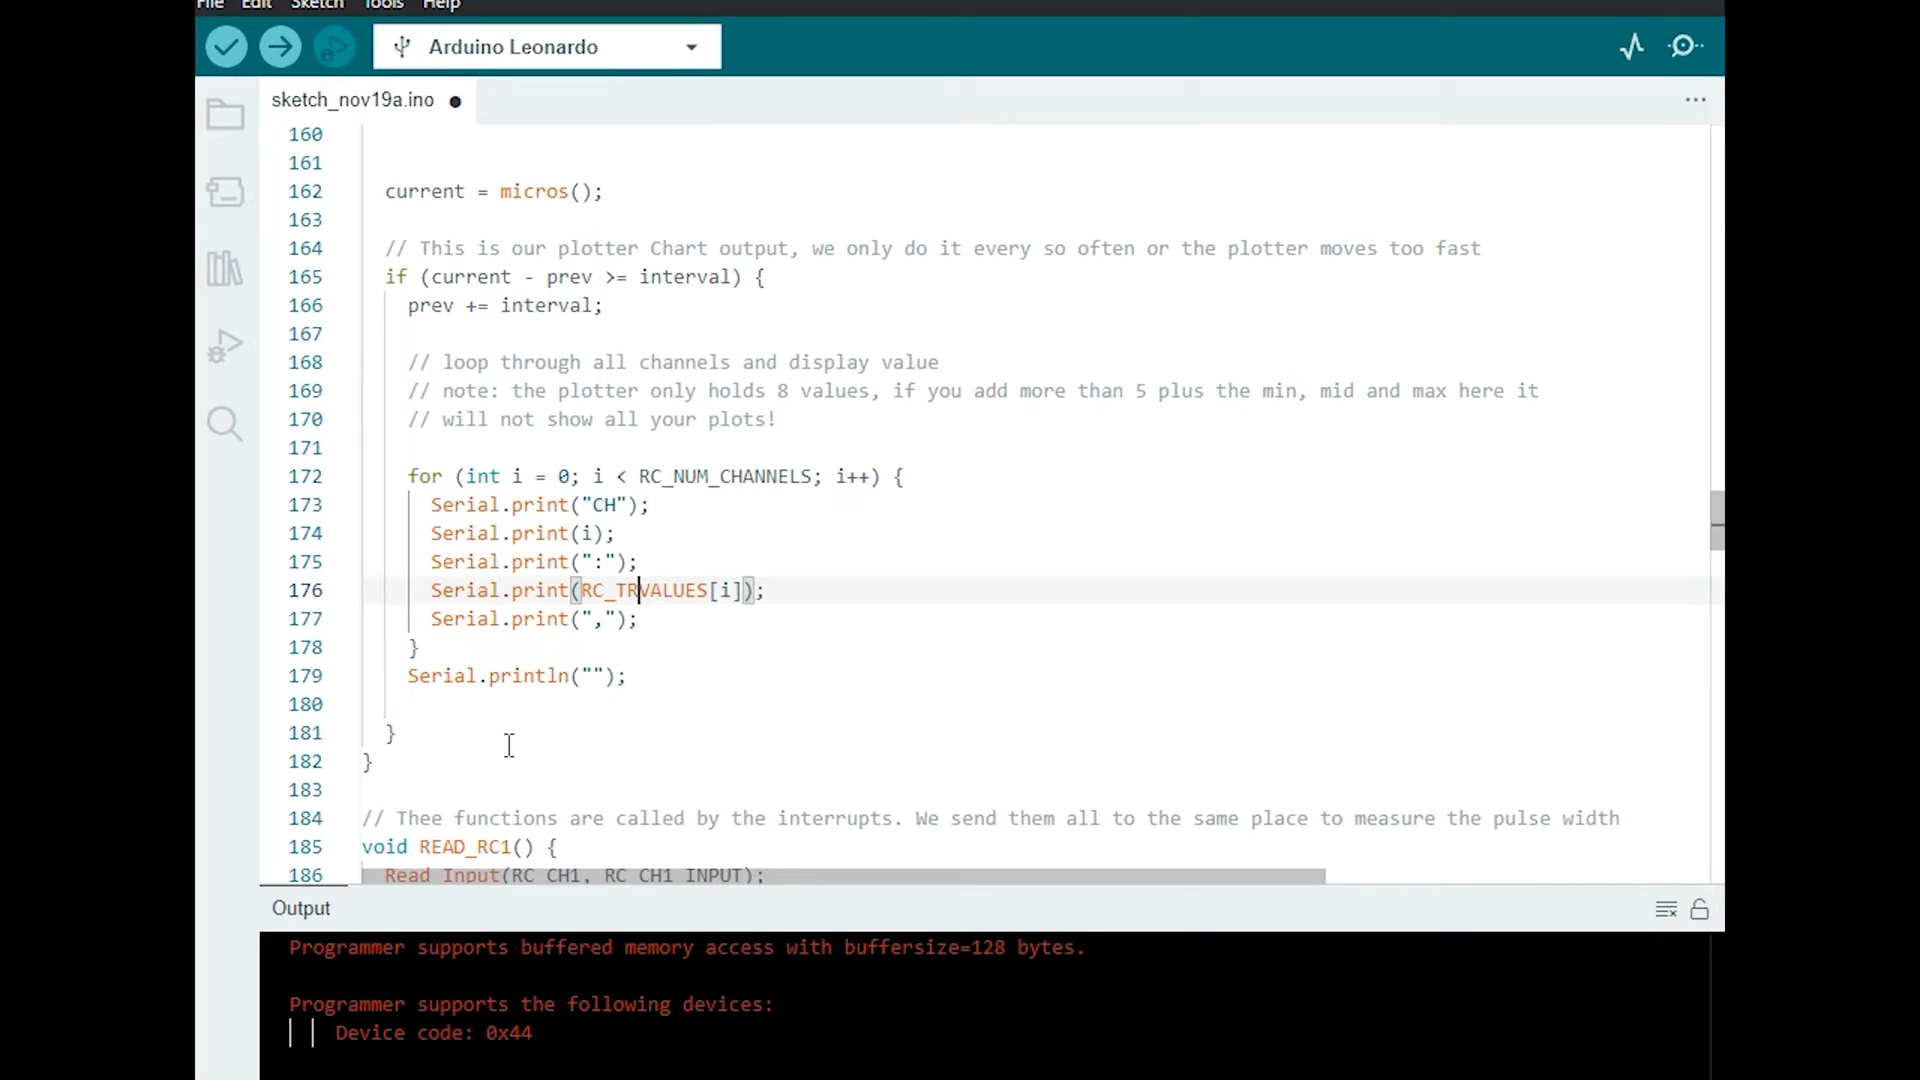 File Edit Sketch Tools Help
Arduino Leonardo
sketch_nov19a.ino
160
161
162 current = micros();
163
164 // This is our plotter Chart output, we only do it every so often or the plotter moves too fast
165 if (current - prev >= interval) {
166 prev += interval;
167
168 // loop through all channels and display value
169 // note: the plotter only holds 8 values, if you add more than 5 plus the min, mid and max here it
170 // will not show all your plots!
171
172 for (int i = 0; i < RC_NUM_CHANNELS; i++) {
173 Serial.print("CH");
174 Serial.print(i);
175 Serial.print(":");
176 Serial.print(RC_TRVALUES[i]);
177 Serial.print(",");
178 }
179 Serial.println("");
180
181 }
182 }
183
184 // Thee functions are called by the interrupts. We send them all to the same place to measure the pulse width
185 void READ_RC1() {
186 Read_Input(RC_CH1, RC_CH1_INPUT);
Output
Programmer supports buffered memory access with buffersize=128 bytes.
Programmer supports the following devices:
Device code: 0x44